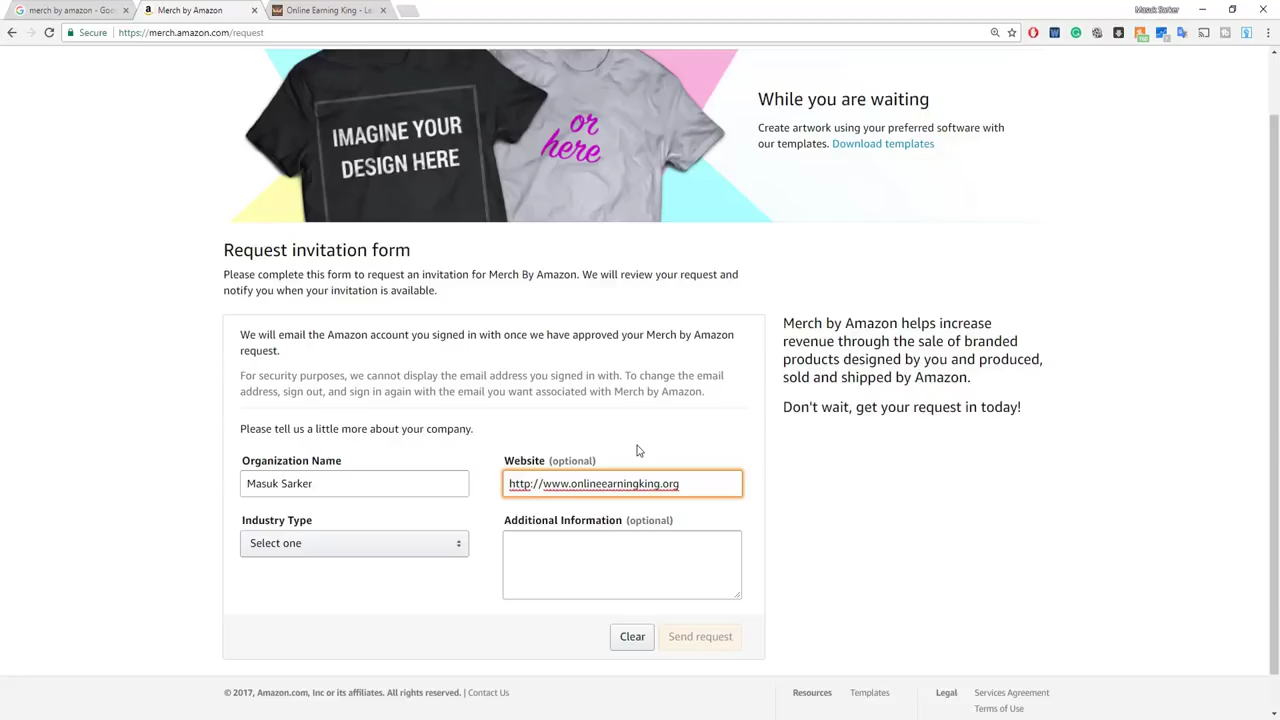 merch by amazon - Goo
Merch by Amazon
Online Earning King - Le
Masuk Sarker
Secure
https://merch.amazon.com/request
IMAGINE YOUR
DESIGN HERE
or
here
While you are waiting
Create artwork using your preferred software with
our templates. Download templates
Request invitation form
Please complete this form to request an invitation for Merch By Amazon. We will review your request and
notify you when your invitation is available.
We will email the Amazon account you signed in with once we have approved your Merch by Amazon
request.
For security purposes, we cannot display the email address you signed in with. To change the email
address, sign out, and sign in again with the email you want associated with Merch by Amazon.
Please tell us a little more about your company.
Organization Name
Masuk Sarker
Website (optional)
http://www.onlineearningking.org
Industry Type
Select one
Additional Information (optional)
Clear
Send request
Merch by Amazon helps increase
revenue through the sale of branded
products designed by you and produced,
sold and shipped by Amazon.
Don't wait, get your request in today!
© 2017, Amazon.com, Inc or its affiliates. All rights reserved. | Contact Us
Resources
Templates
Legal
Services Agreement
Terms of Use